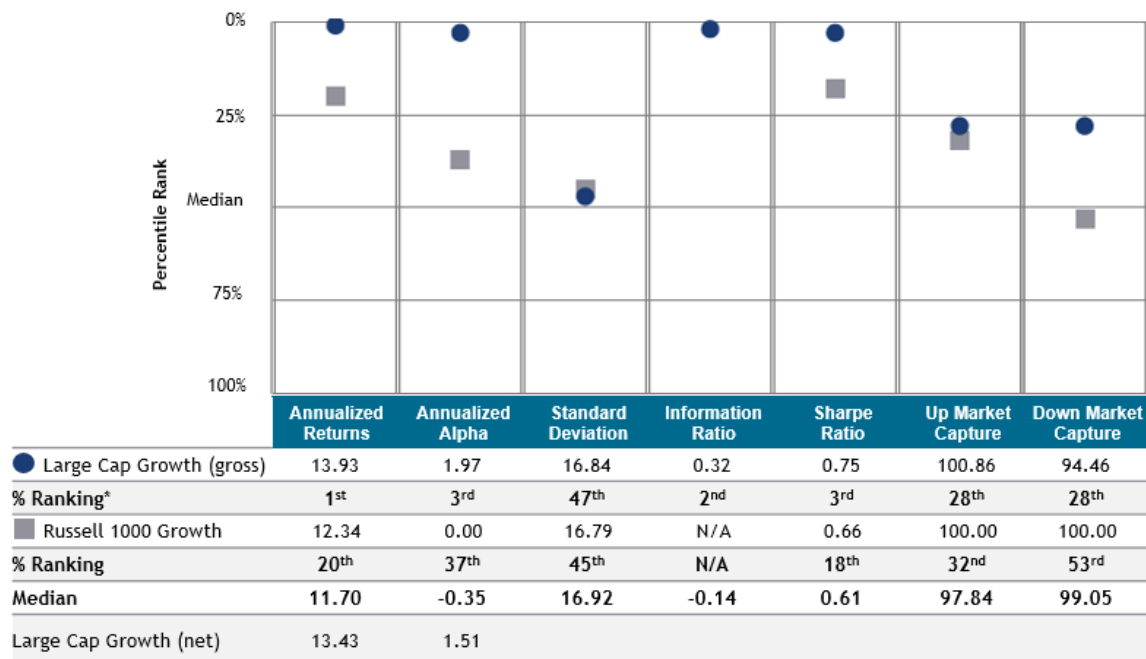 0%
25%
Median
75%
100%
Percentile Rank
Annualized Returns Annualized Alpha Standard Deviation Information Ratio Sharpe Ratio Up Market Capture Down Market Capture
Large Cap Growth (gross) 13.93 1.97 16.84 0.32 0.75 100.86 94.46
% Ranking* 1st 3rd 47th 2nd 3rd 28th 28th
Russell 1000 Growth 12.34 0.00 16.79 N/A 0.66 100.00 100.00
% Ranking 20th 37th 45th N/A 18th 32nd 53rd
Median 11.70 -0.35 16.92 -0.14 0.61 97.84 99.05
Large Cap Growth (net) 13.43 1.51